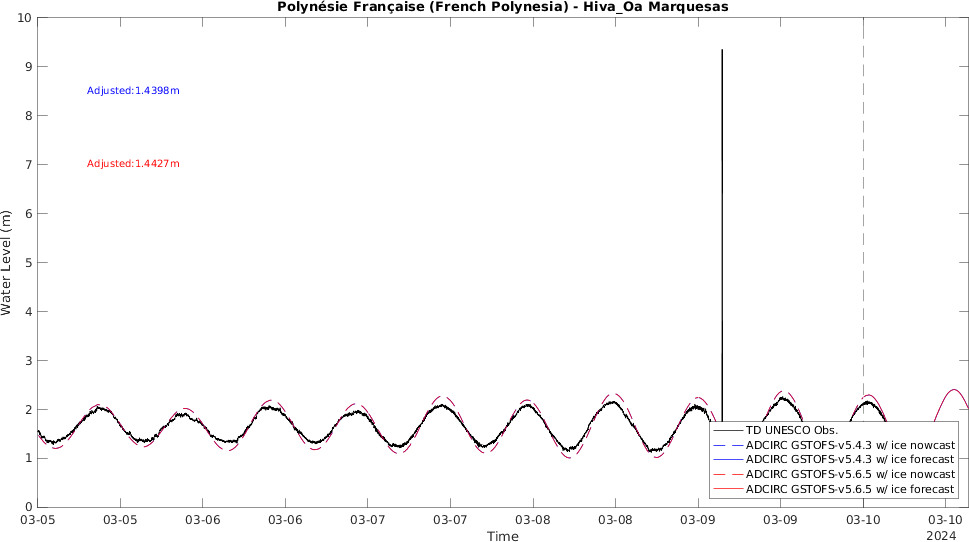 Polynésie Française (French Polynesia) - Hiva_Oa Marquesas
10
9
8
7
6
5
4
3
2
1
0
Water Level (m)
Adjusted:1.4398m
Adjusted:1.4427m
TD UNESCO Obs.
ADCIRC GSTOFS-v5.4.3 w/ ice nowcast
ADCIRC GSTOFS-v5.4.3 w/ ice forecast
ADCIRC GSTOFS-v5.6.5 w/ ice nowcast
ADCIRC GSTOFS-v5.6.5 w/ ice forecast
03-05 03-05 03-06 03-06 03-07 03-07 03-08 03-08 03-09 03-09 03-10 03-10
2024
Time